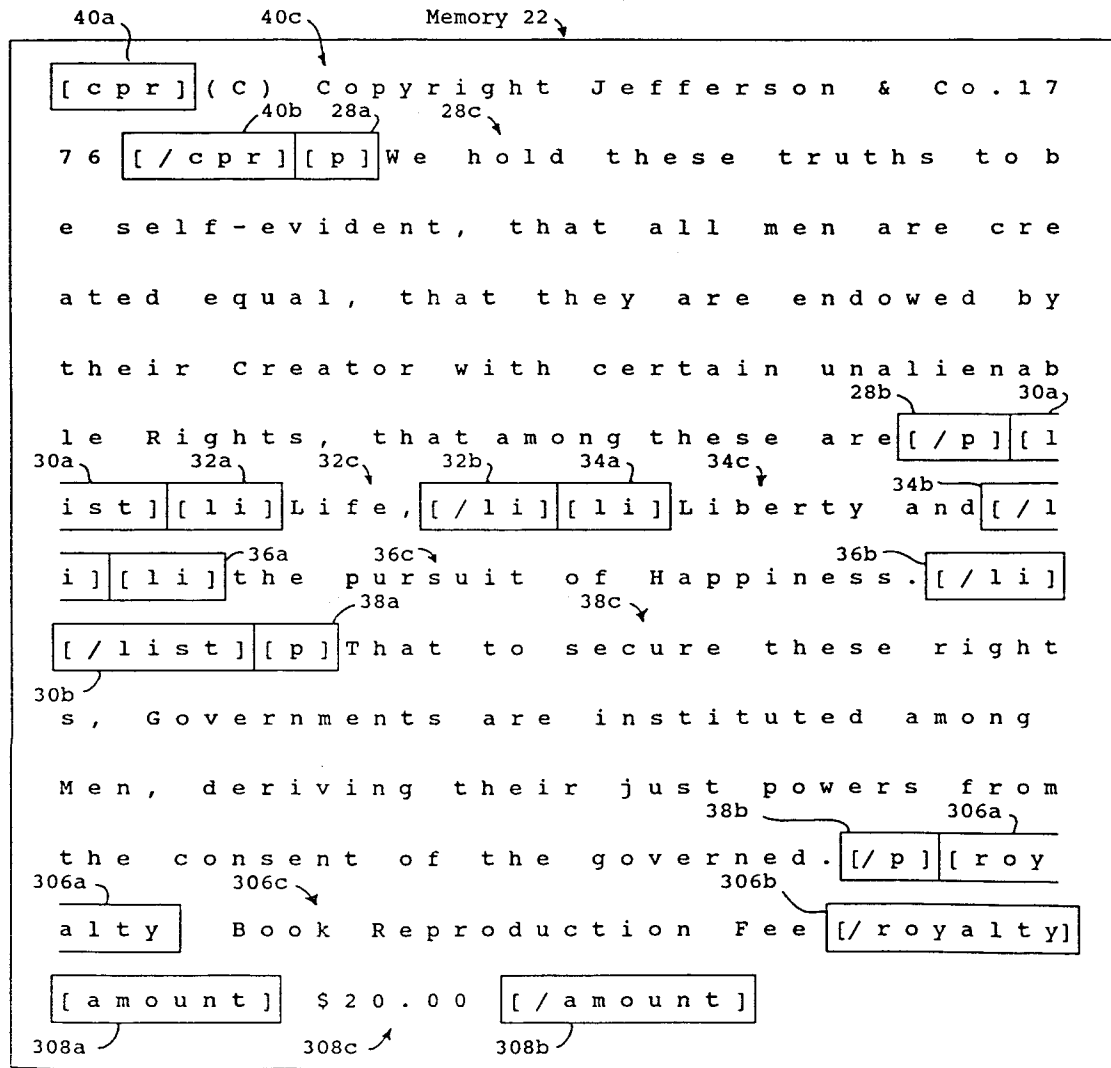 40a 40c Memory 22
[cpr](C) Copyright Jefferson & Co.17
40b 28a 28c
76 [/cpr][p]We hold these truths to b
e self-evident, that all men are cre
ated equal, that they are endowed by
their Creator with certain unalienab
28b 30a
le Rights, that among these are[/p][l
30a 32a 32c 32b 34a 34c 34b
ist][li]Life,[/li][li]Liberty and[/l
36a 36c 36b
i][li]the pursuit of Happiness.[/li]
38a 38c
[/list][p]That to secure these right
30b
s, Governments are instituted among
Men, deriving their just powers from
38b 306a
the consent of the governed.[/p][roy
306a 306c 306b
alty Book Reproduction Fee[/royalty]
[amount] $20.00 [/amount]
308a 308c 308b